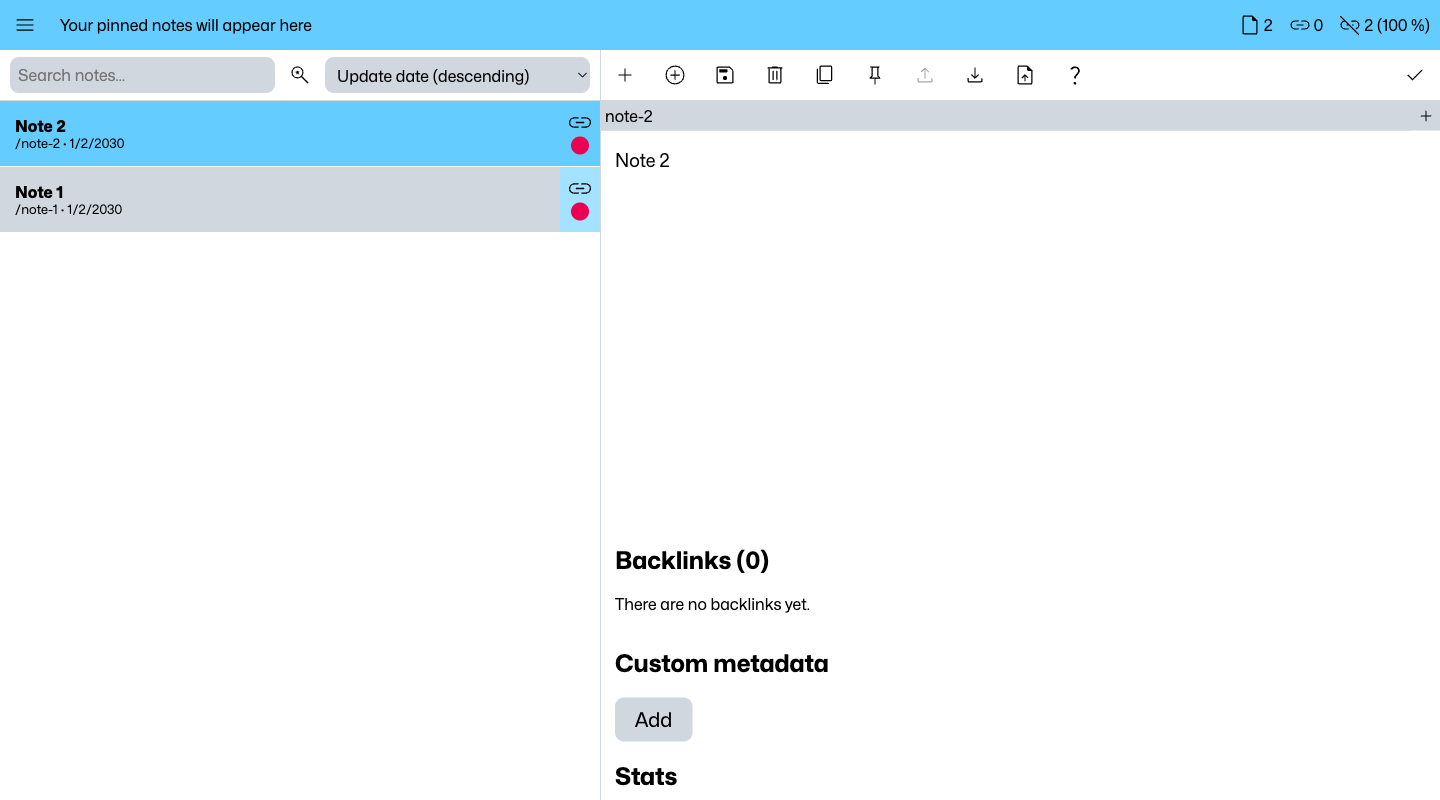 Your pinned notes will appear here
2
0
2 (100 %)
Search notes...
Update date (descending)
Note 2
/note-2 • 1/2/2030
Note 1
/note-1 • 1/2/2030
note-2
Note 2
Backlinks (0)
There are no backlinks yet.
Custom metadata
Add
Stats